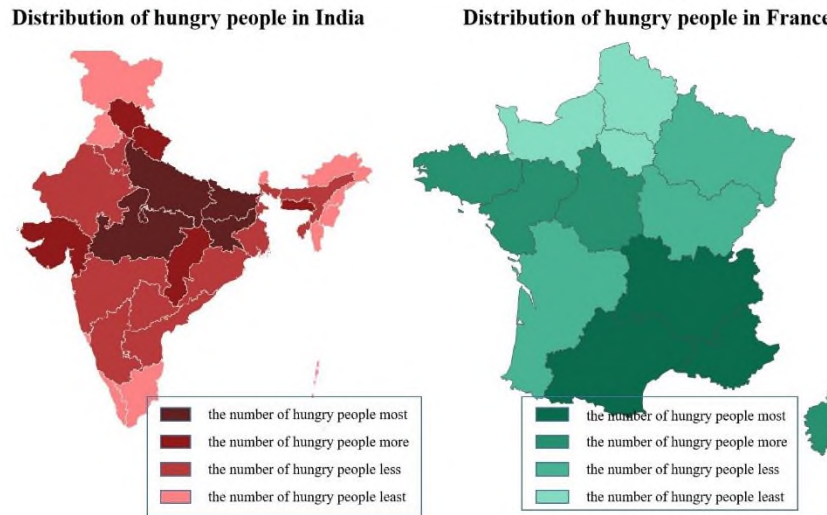 Distribution of hungry people in India
Distribution of hungry people in France
the number of hungry people most
the number of hungry people more
the number of hungry people less
the number of hungry people least
the number of hungry people most
the number of hungry people more
the number of hungry people less
the number of hungry people least